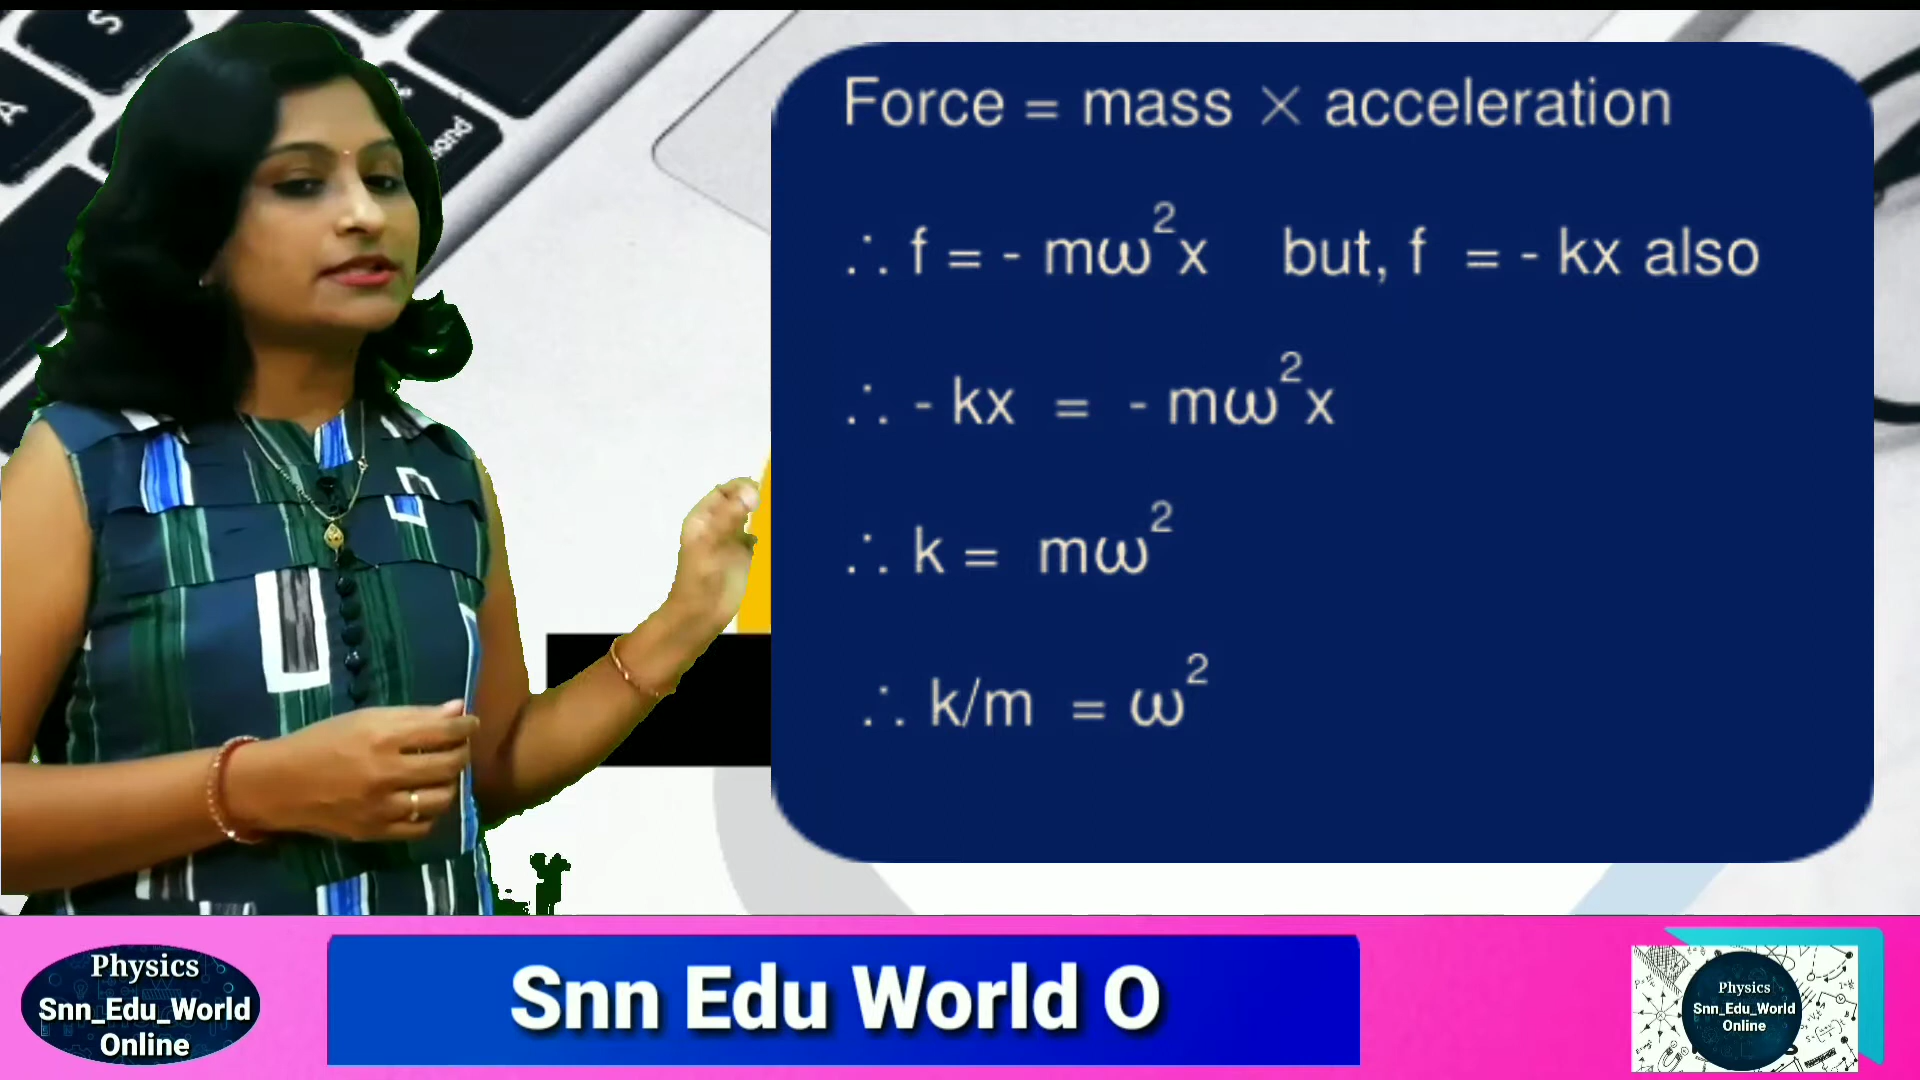 Force = mass × acceleration
∴ f = - mω²x but, f = - kx also
∴ - kx = - mω²x
∴ k = mω²
∴ k/m = ω²
Physics
Snn_Edu_World
Online
Snn Edu World O
Physics
Snn_Edu_World
Online